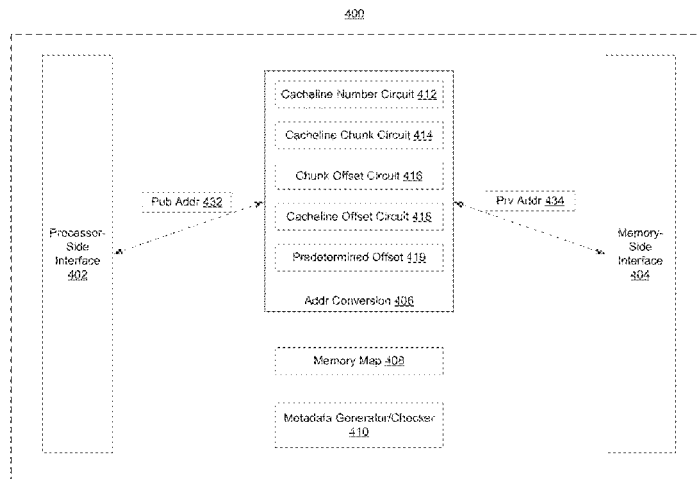 400
Cacheline Number Circuit 412
Cacheline Chunk Circuit 414
Chunk Offset Circuit 416
Pub Addr 432
Prv Addr 434
Cacheline Offset Circuit 418
Processor-
Side
Interface
402
Memory-
Side
Interface
404
Predetermined Offset 419
Addr Conversion 406
Memory Map 408
Metadada Generator/Checker
410